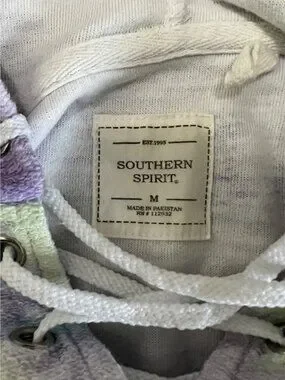 EST. 1995
SOUTHERN
SPIRIT®
M
MADE IN PAKISTAN
RN # 112932